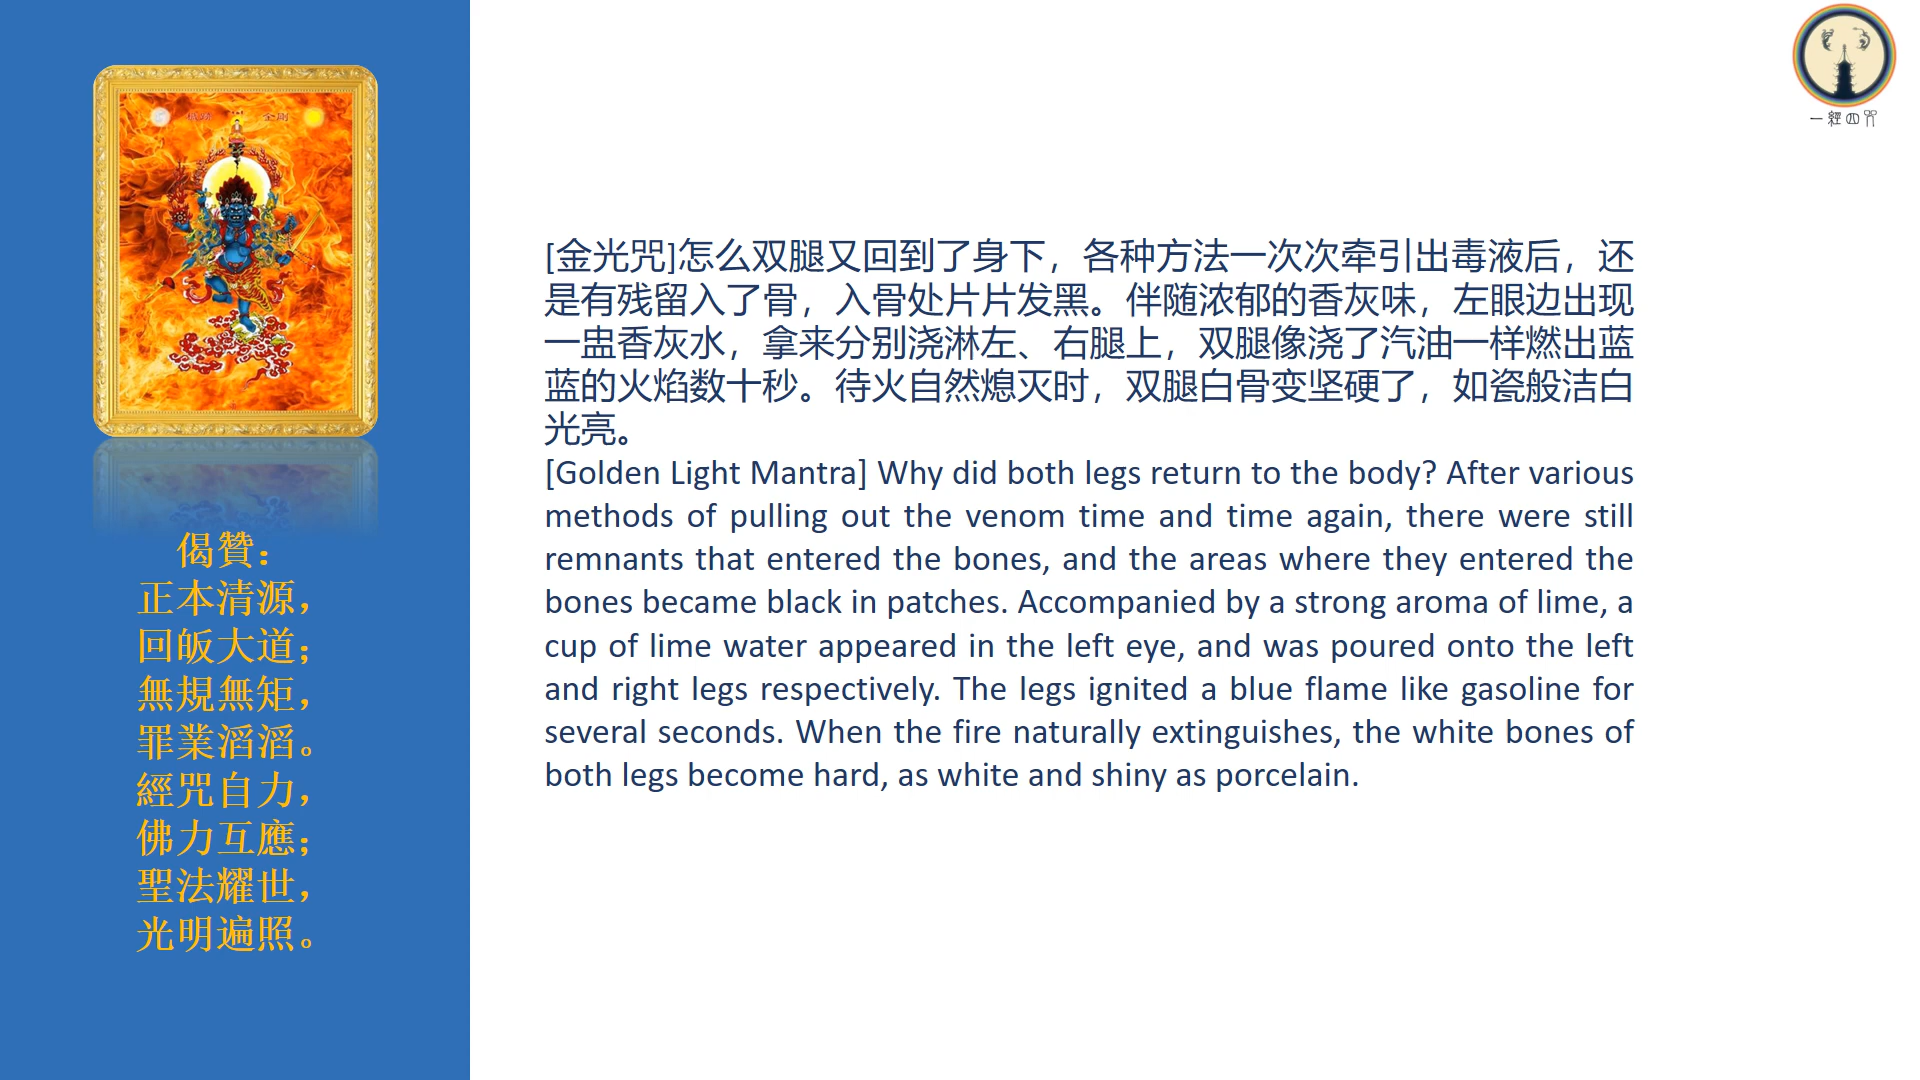 金剛
偈贊：
正本清源，
回皈大道；
無規無矩，
罪業滔滔。
經咒自力，
佛力互應；
聖法耀世，
光明遍照。
[金光咒]怎么双腿又回到了身下，各种方法一次次牵引出毒液后，还
是有残留入了骨，入骨处片片发黑。伴随浓郁的香灰味，左眼边出现
一盅香灰水，拿来分别浇淋左、右腿上，双腿像浇了汽油一样燃出蓝
蓝的火焰数十秒。待火自然熄灭时，双腿白骨变坚硬了，如瓷般洁白
光亮。
[Golden Light Mantra] Why did both legs return to the body? After various
methods of pulling out the venom time and time again, there were still
remnants that entered the bones, and the areas where they entered the
bones became black in patches. Accompanied by a strong aroma of lime, a
cup of lime water appeared in the left eye, and was poured onto the left
and right legs respectively. The legs ignited a blue flame like gasoline for
several seconds. When the fire naturally extinguishes, the white bones of
both legs become hard, as white and shiny as porcelain.
一經四咒